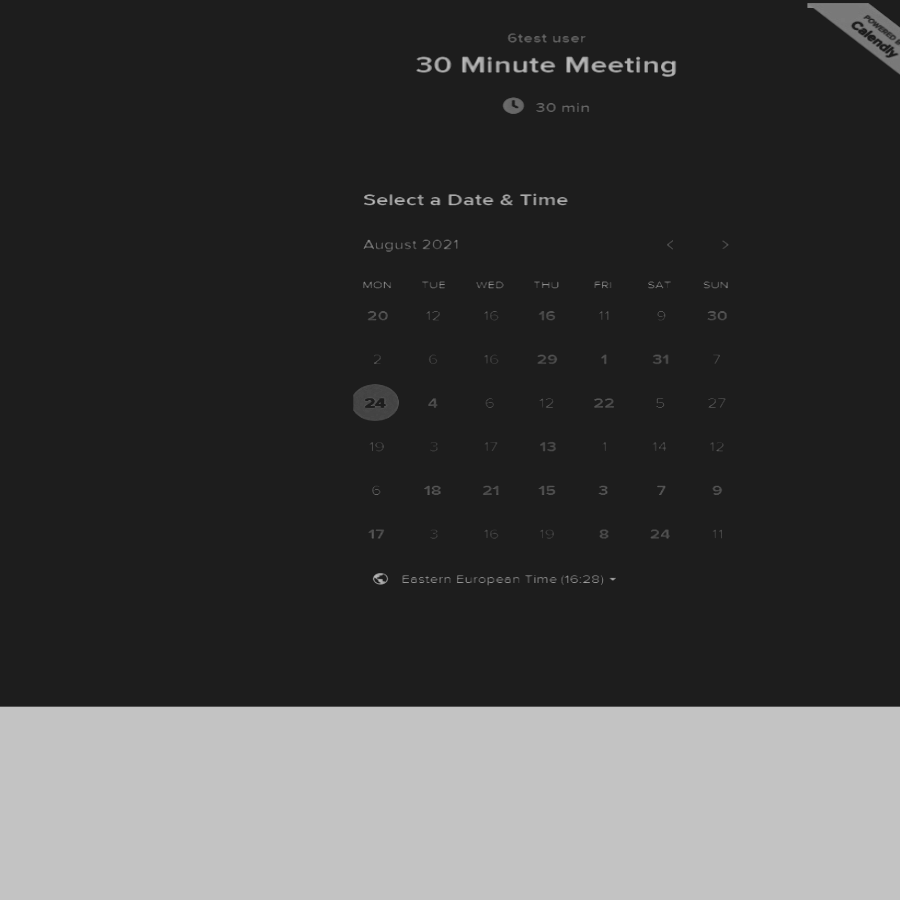 6test user
30 Minute Meeting
30 min
POWERED
Calendly
Select a Date & Time
August 2021
MON TUE WED THU FRI SAT SUN
20 12 16 16 11 9 30
2 6 16 29 1 31 7
24 4 6 12 22 5 27
19 3 17 13 1 14 12
6 18 21 15 3 7 9
17 3 16 19 8 24 11
Eastern European Time (16:28)